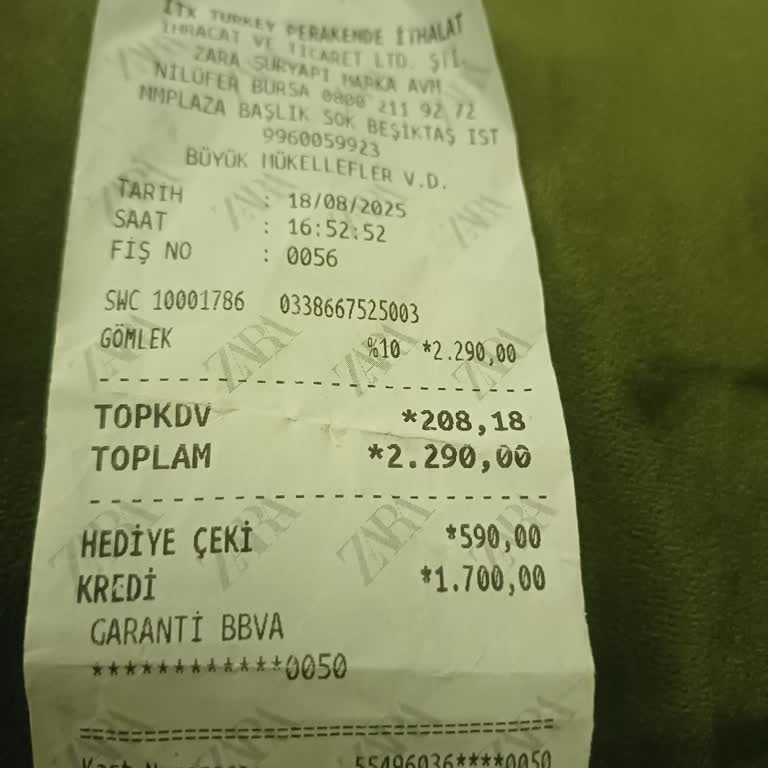 ITX TURKEY PERAKENDE İTHALAT
İHRACAT VE TİCARET LTD. ŞTİ.
ZARA SURYAPI MARKA AVM
NİLÜFER BURSA 0800 211 92 72
NMPLAZA BAŞLIK SOK BEŞİKTAŞ IST
9960059923
BÜYÜK MÜKELLEFLER V.D.
TARİH : 18/08/2025
SAAT : 16:52:52
FİŞ NO : 0056
SWC 10001786 0338667525003
GÖMLEK %10 *2.290,00
TOPKDV *208,18
TOPLAM *2.290,00
HEDİYE ÇEKİ *590,00
KREDİ *1.700,00
GARANTİ BBVA
************0050
55496036****0050